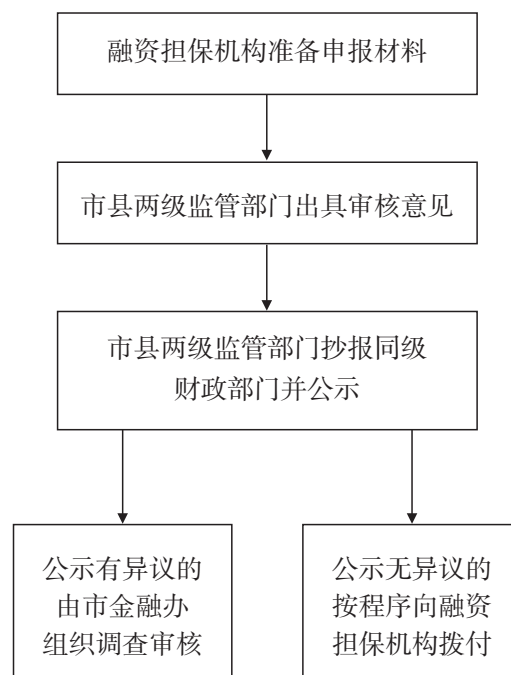 融资担保机构准备申报材料
市县两级监管部门出具审核意见
市县两级监管部门抄报同级
财政部门并公示
公示有异议的
由市金融办
组织调查审核
公示无异议的
按程序向融资
担保机构拨付